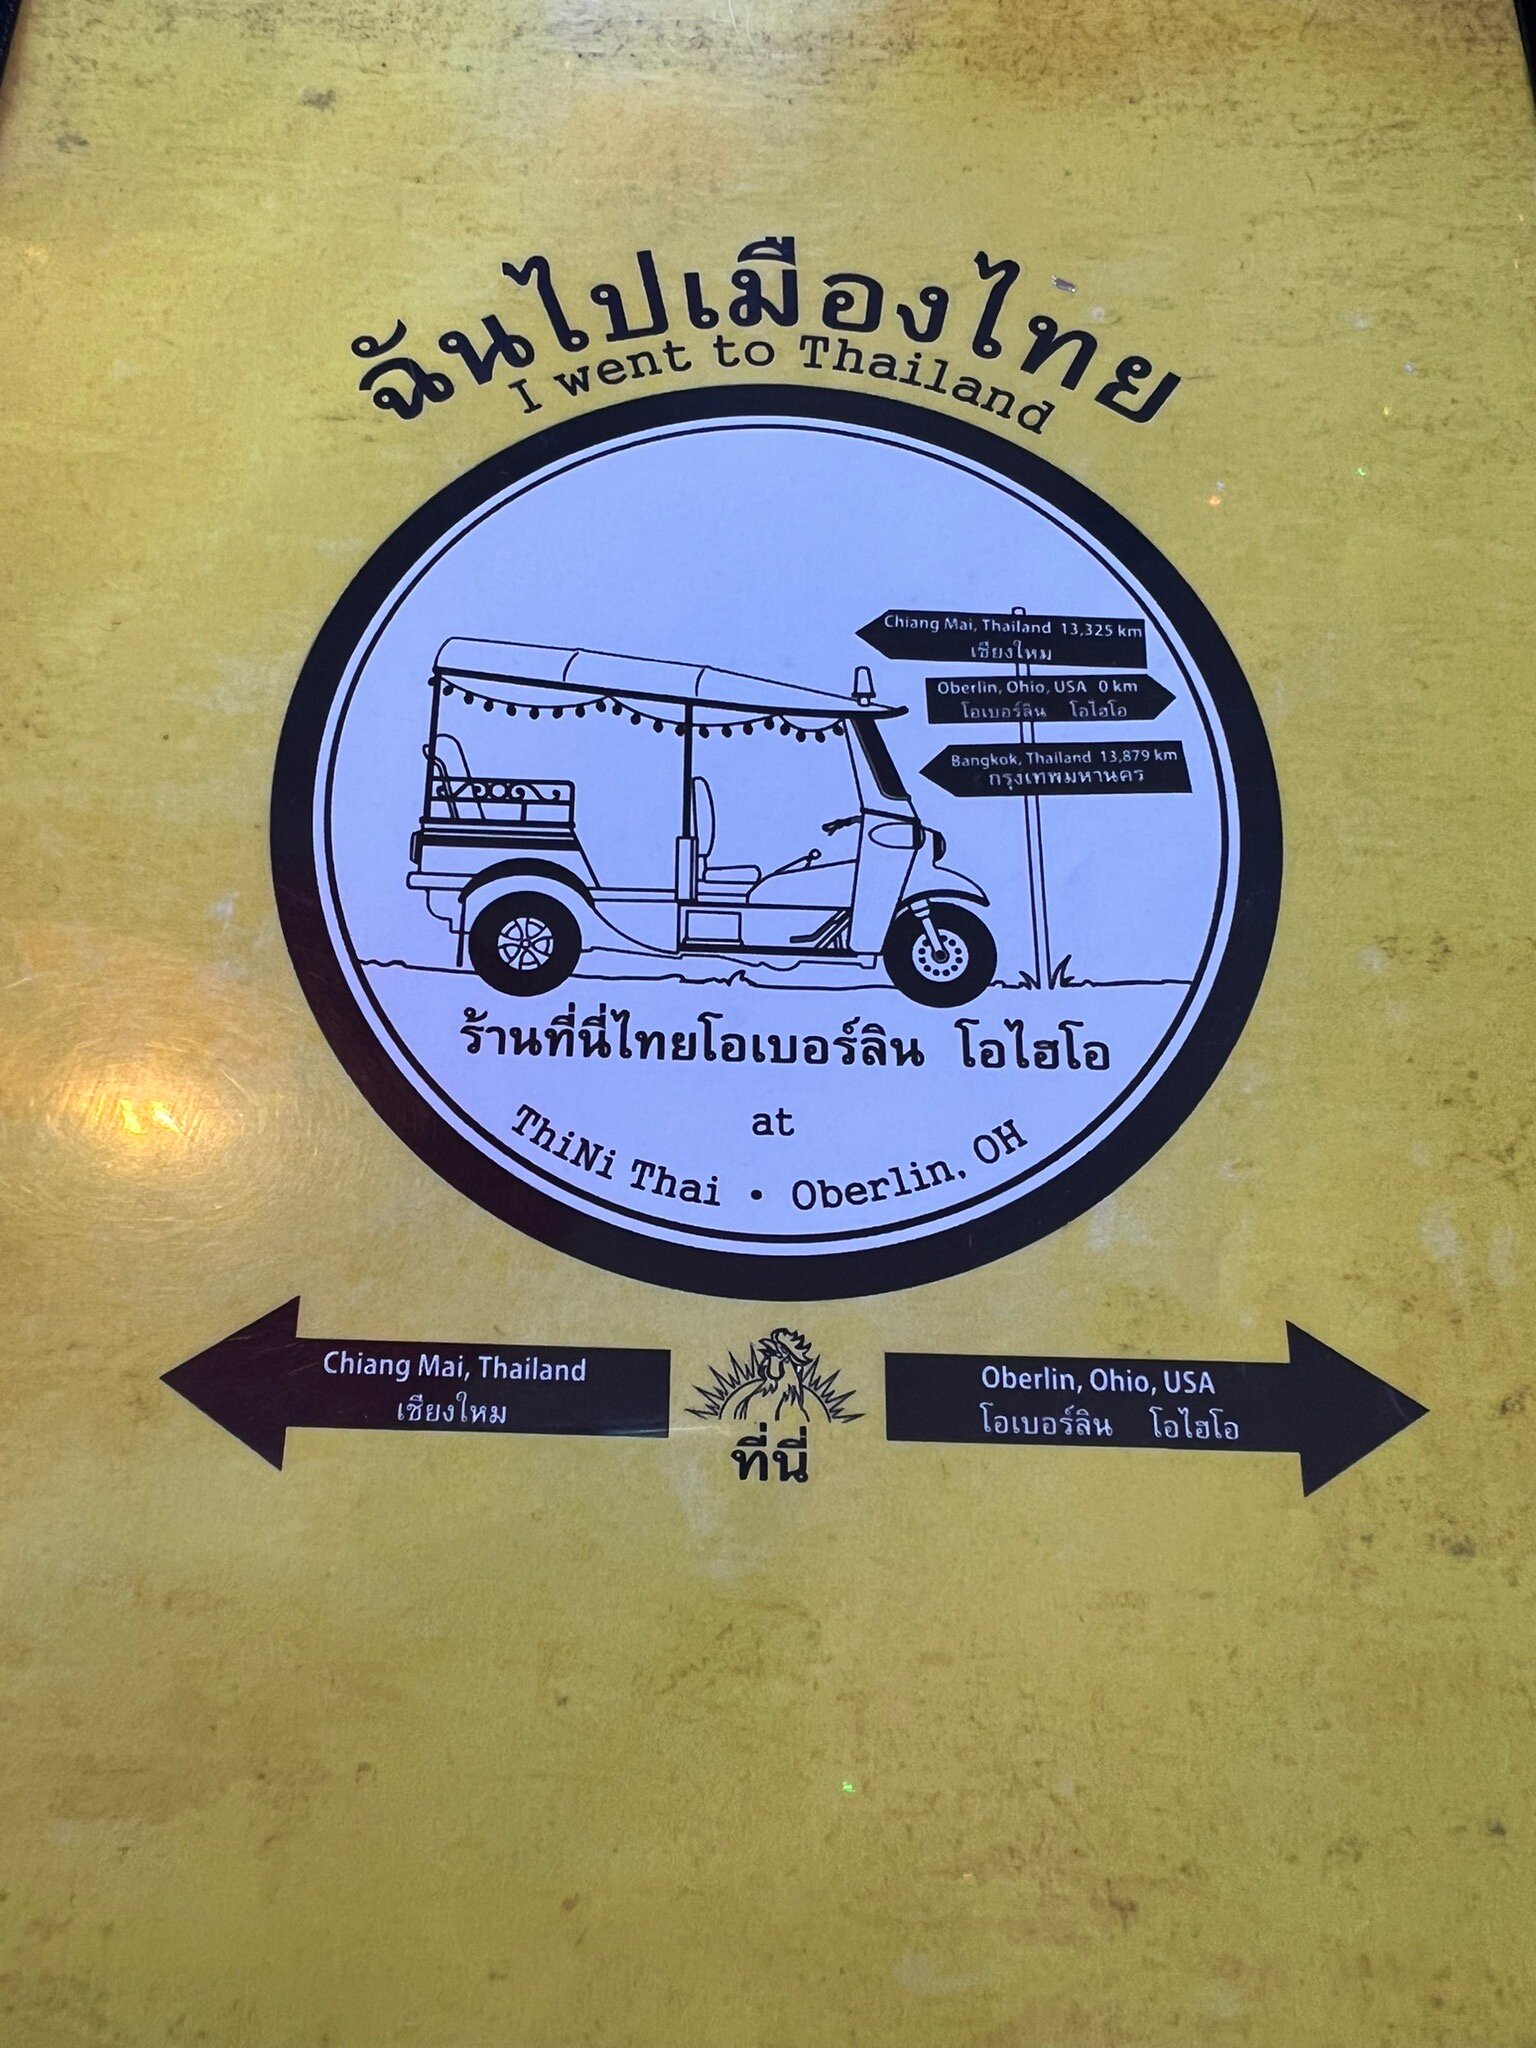 ฉันไปเมืองไทย
I went to Thailand
Chiang Mai, Thailand 13,325 km
เชียงใหม
Oberlin, Ohio, USA 0 km
โอเบอร์ลิน โอไฮโอ
Bangkok, Thailand 13,879 km
กรุงเทพมหานคร
ร้านที่นี่ไทยโอเบอร์ลิน โอไฮโอ
at
ThiNi Thai • Oberlin, OH
Chiang Mai, Thailand
เชียงใหม
ที่นี่
Oberlin, Ohio, USA
โอเบอร์ลิน โอไฮโอ